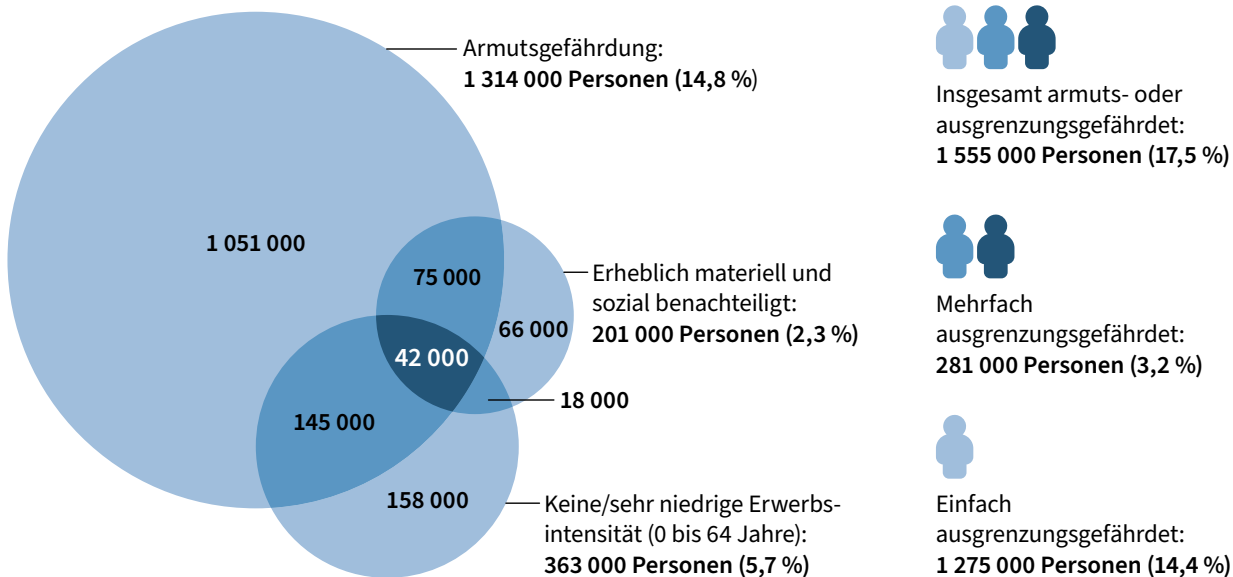 Armutsgefährdung:
1 314 000 Personen (14,8 %)
1 051 000
75 000
66 000
42 000
18 000
145 000
158 000
Erheblich materiell und
sozial benachteiligt:
201 000 Personen (2,3 %)
Keine/sehr niedrige Erwerbs-
intensität (0 bis 64 Jahre):
363 000 Personen (5,7 %)
Insgesamt armuts- oder
ausgrenzungsgefährdet:
1 555 000 Personen (17,5 %)
Mehrfach
ausgrenzungsgefährdet:
281 000 Personen (3,2 %)
Einfach
ausgrenzungsgefährdet:
1 275 000 Personen (14,4 %)